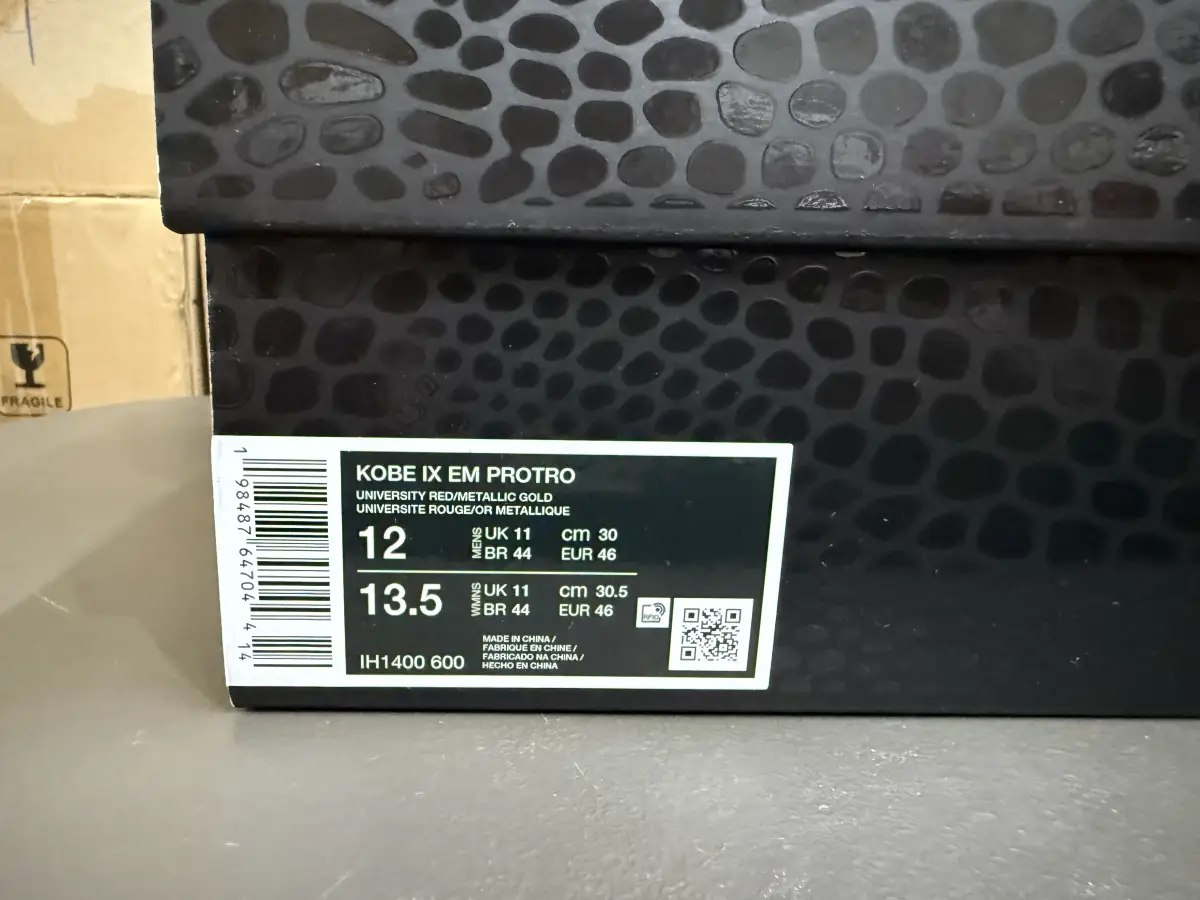 FRAGILE
KOBE IX EM PROTRO
UNIVERSITY RED/METALLIC GOLD
UNIVERSITE ROUGE/OR METALLIQUE
12 MENS UK 11 cm 30
BR 44 EUR 46
13.5 WMNS UK 11 cm 30.5
BR 44 EUR 46
RFID
MADE IN CHINA /
FABRIQUÉ EN CHINE /
FABRICADO NA CHINA /
HECHO EN CHINA
IH1400 600
1 98487 64704 4 14